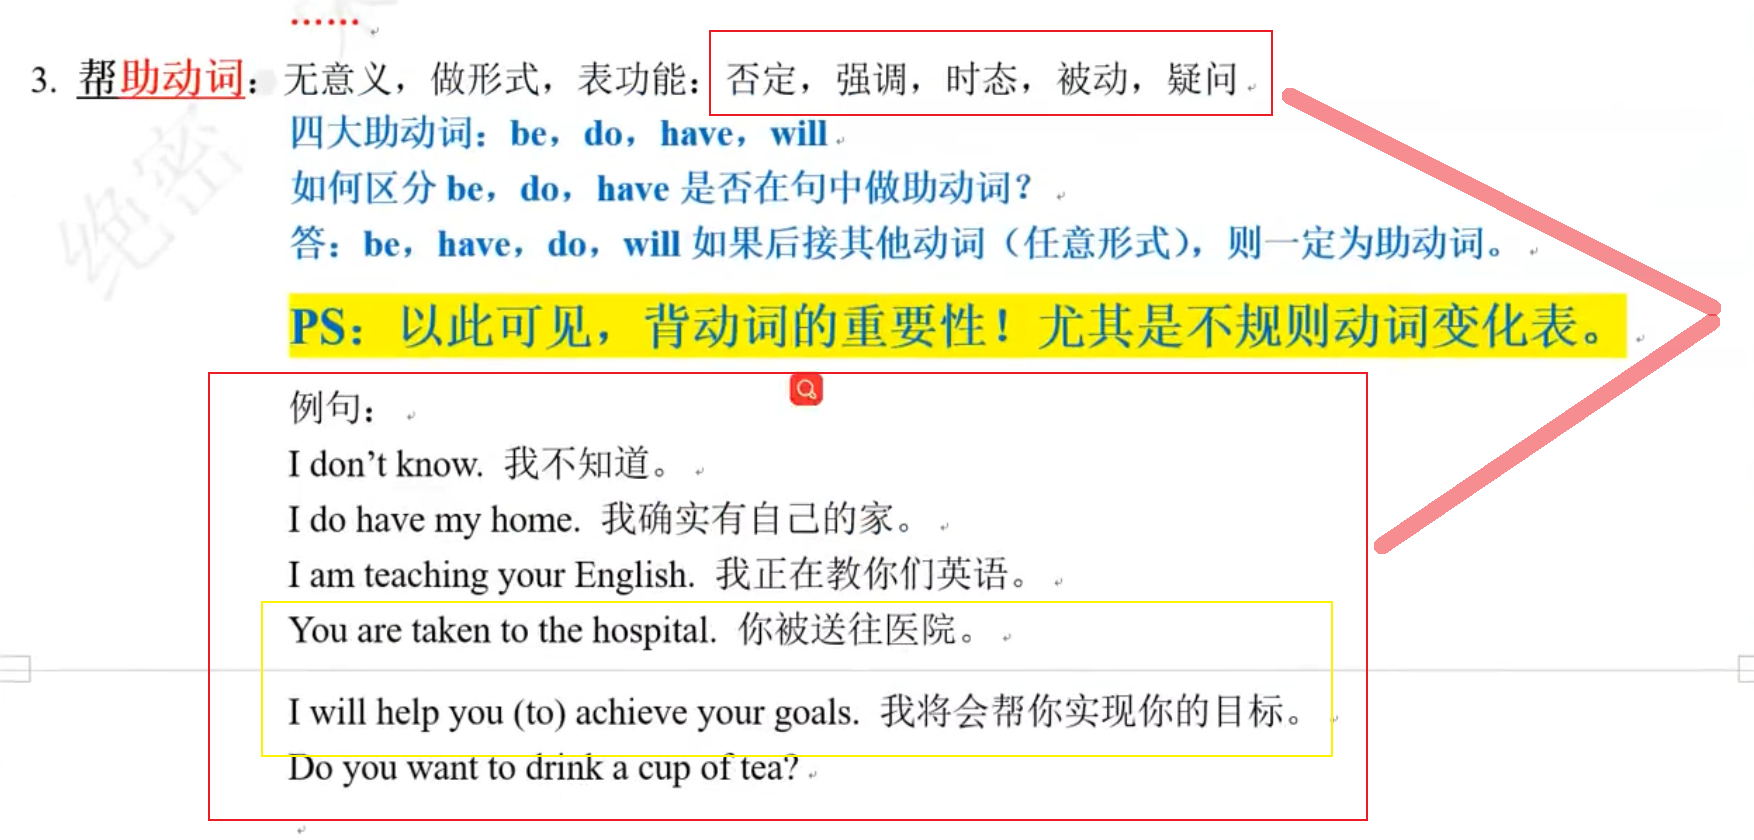 ……
3. 帮助动词：无意义，做形式，表功能：否定，强调，时态，被动，疑问
四大助动词：be，do，have，will
如何区分 be，do，have 是否在句中做助动词？
答：be，have，do，will 如果后接其他动词（任意形式），则一定为助动词。
PS：以此可见，背动词的重要性！尤其是不规则动词变化表。
例句：
I don’t know. 我不知道。
I do have my home. 我确实有自己的家。
I am teaching your English. 我正在教你们英语。
You are taken to the hospital. 你被送往医院。
I will help you (to) achieve your goals. 我将会帮你实现你的目标。
Do you want to drink a cup of tea?
绝密